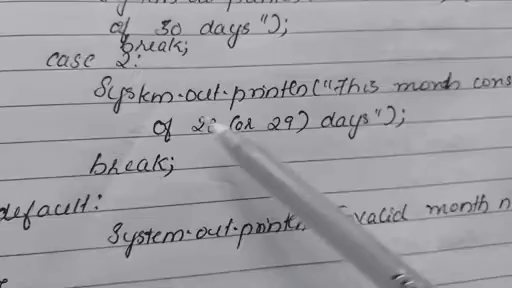 of 30 days");
break;
case 2:
System.out.println("This month cons
of 28 (or 29) days");
break;
default:
System.out.print valid month n